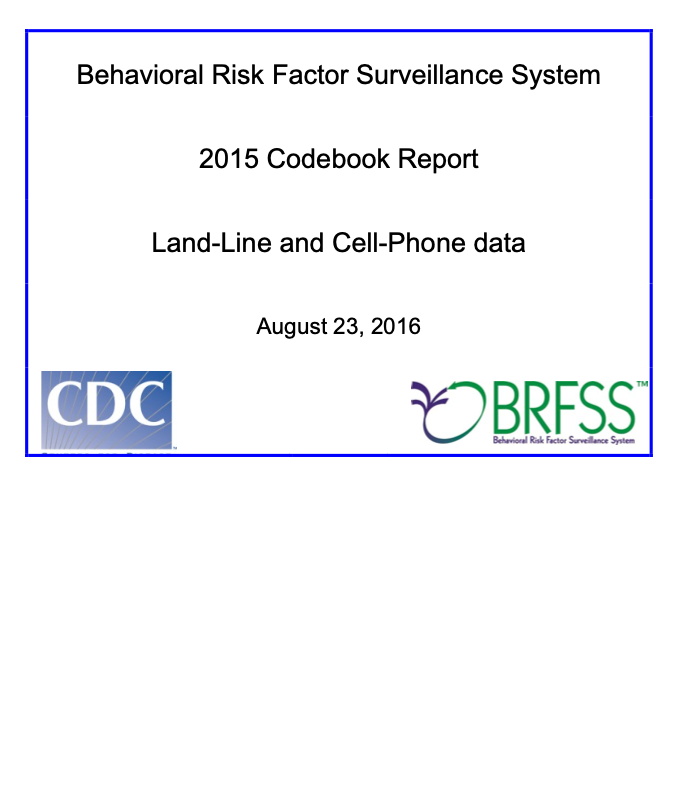 Behavioral Risk Factor Surveillance System
2015 Codebook Report
Land-Line and Cell-Phone data
August 23, 2016
CDC
BRFSS™
Behavioral Risk Factor Surveillance System